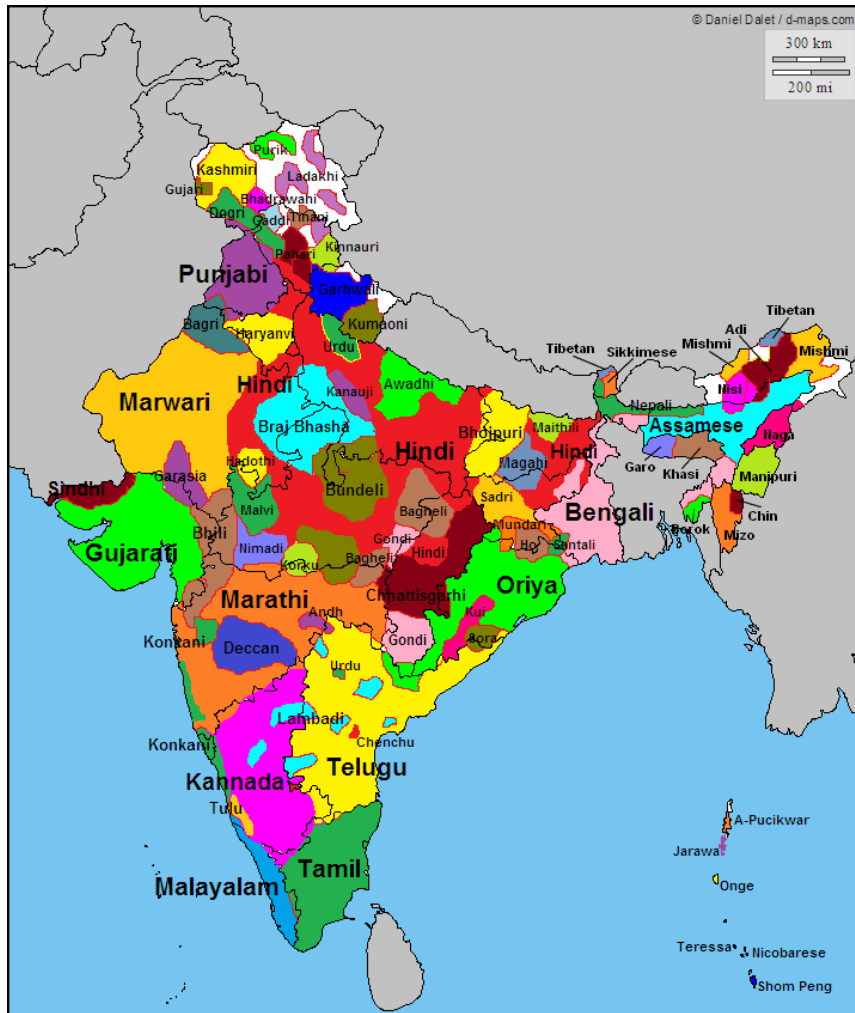 © Daniel Dalet / d-maps.com
300 km
200 mi
Purik
Kashmiri
Ladakhi
Gujari
Bhadrawahi
Tinani
Dogri
Gaddi
Pahari
Kinnauri
Punjabi
Garhwali
Bagri
Haryanvi
Kumaoni
Urdu
Tibetan
Adi
Mishmi
Mishmi
Tibetan
Sikkimese
Hindi
Kanauji
Awadhi
Nisi
Marwari
Nepali
Braj Bhasha
Assamese
Bhojpuri
Maithili
Naga
Hindi
Hindi
Hadothi
Magahi
Garo
Khasi
Manipuri
Garasia
Sindhi
Bundeli
Sadri
Malvi
Bagheli
Bengali
Chin
Bhili
Mundari
Borok
Mizo
Gujarati
Nimadi
Gondi
Hindi
Ho
Santali
Korku
Bagheli
Chhattisgarhi
Oriya
Marathi
Andh
Kui
Konkani
Deccan
Gondi
Sora
Urdu
Lambadi
Konkani
Chenchu
Telugu
Kannada
Tulu
A-Pucikwar
Jarawa
Tamil
Malayalam
Onge
Teressa
Nicobarese
Shom Peng